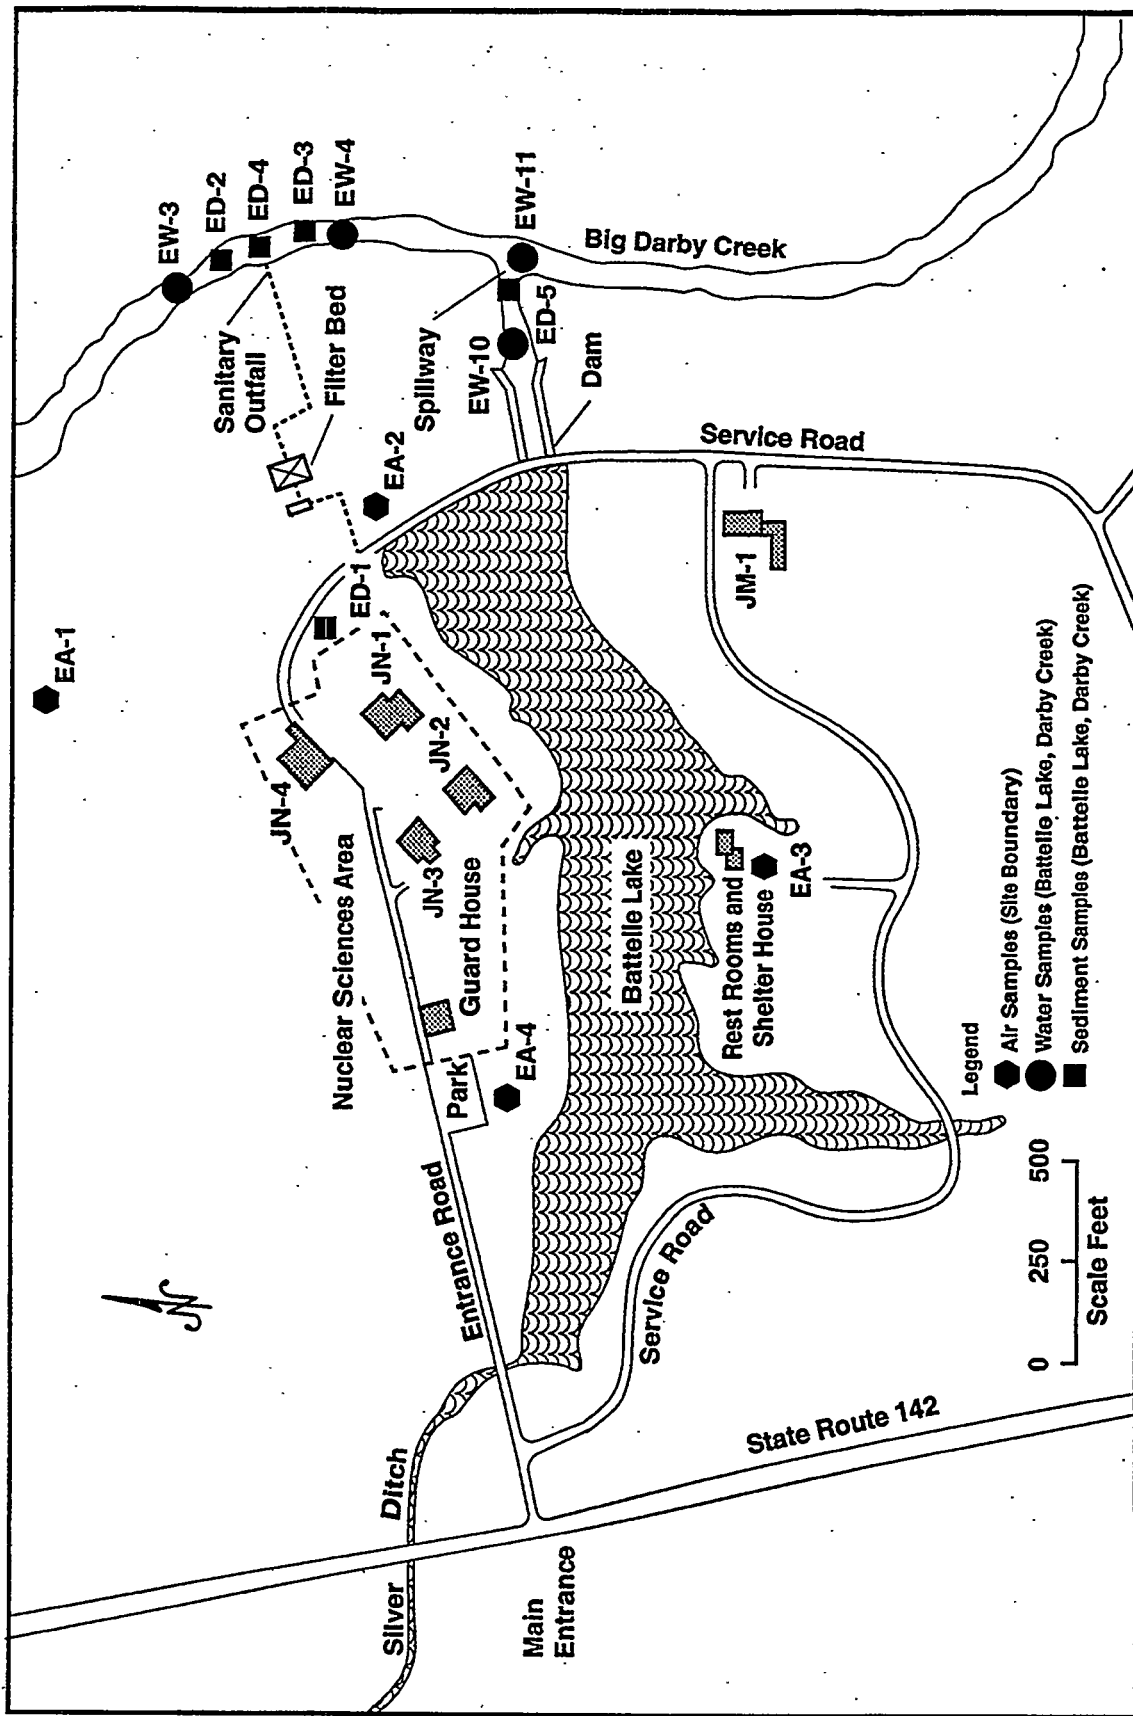 EA-1
EW-3
ED-2
ED-4
ED-3
EW-4
EW-11
Big Darby Creek
Sanitary
Outfall
Filter Bed
Spillway
EW-10
ED-5
Dam
EA-2
Service Road
ED-1
JN-1
JN-2
JN-4
JN-3
Nuclear Sciences Area
Guard House
Park
EA-4
Battelle Lake
Rest Rooms and
Shelter House
EA-3
JM-1
Entrance Road
Service Road
Silver Ditch
Main
Entrance
State Route 142
N
Legend
Air Samples (Site Boundary)
Water Samples (Battelle Lake, Darby Creek)
Sediment Samples (Battelle Lake, Darby Creek)
0 250 500
Scale Feet